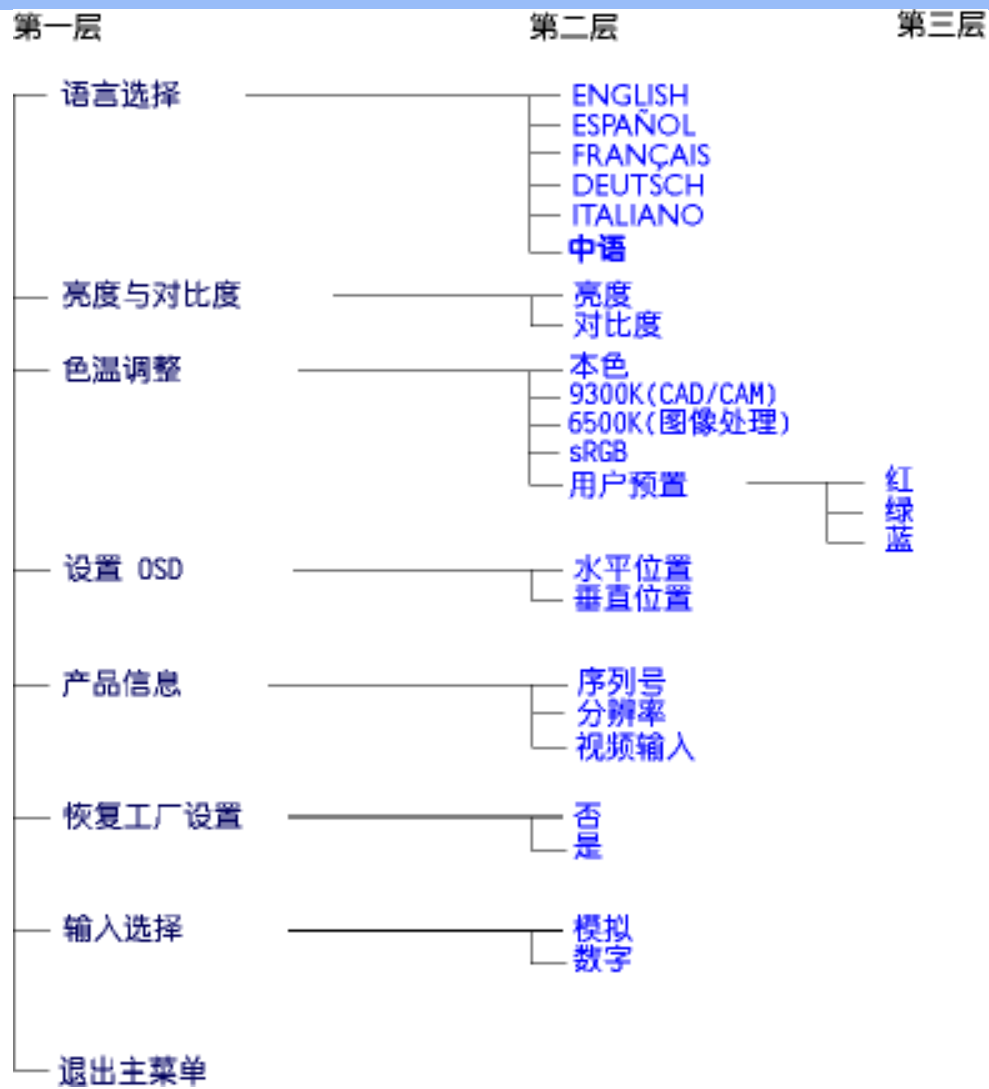 第一层 第二层 第三层
语言选择 ENGLISH
ESPAÑOL
FRANÇAIS
DEUTSCH
ITALIANO
中语
亮度与对比度 亮度
对比度
色温调整 本色
9300K(CAD/CAM)
6500K(图像处理)
sRGB
用户预置 红
绿
蓝
设置 OSD 水平位置
垂直位置
产品信息 序列号
分辨率
视频输入
恢复工厂设置 否
是
输入选择 模拟
数字
退出主菜单